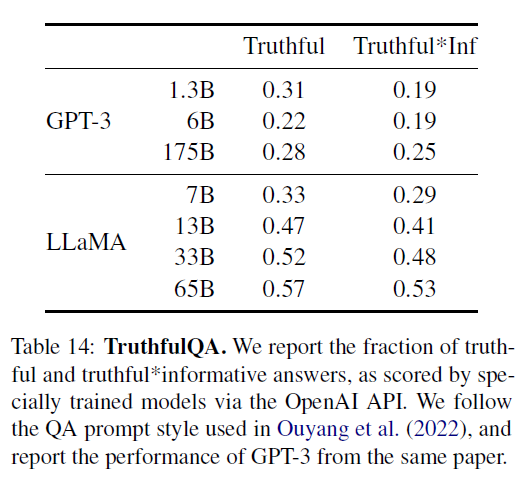 Truthful Truthful*Inf
1.3B 0.31 0.19
GPT-3 6B 0.22 0.19
175B 0.28 0.25
7B 0.33 0.29
13B 0.47 0.41
LLaMA
33B 0.52 0.48
65B 0.57 0.53
Table 14: TruthfulQA. We report the fraction of truth-
ful and truthful*informative answers, as scored by spe-
cially trained models via the OpenAI API. We follow
the QA prompt style used in Ouyang et al. (2022), and
report the performance of GPT-3 from the same paper.